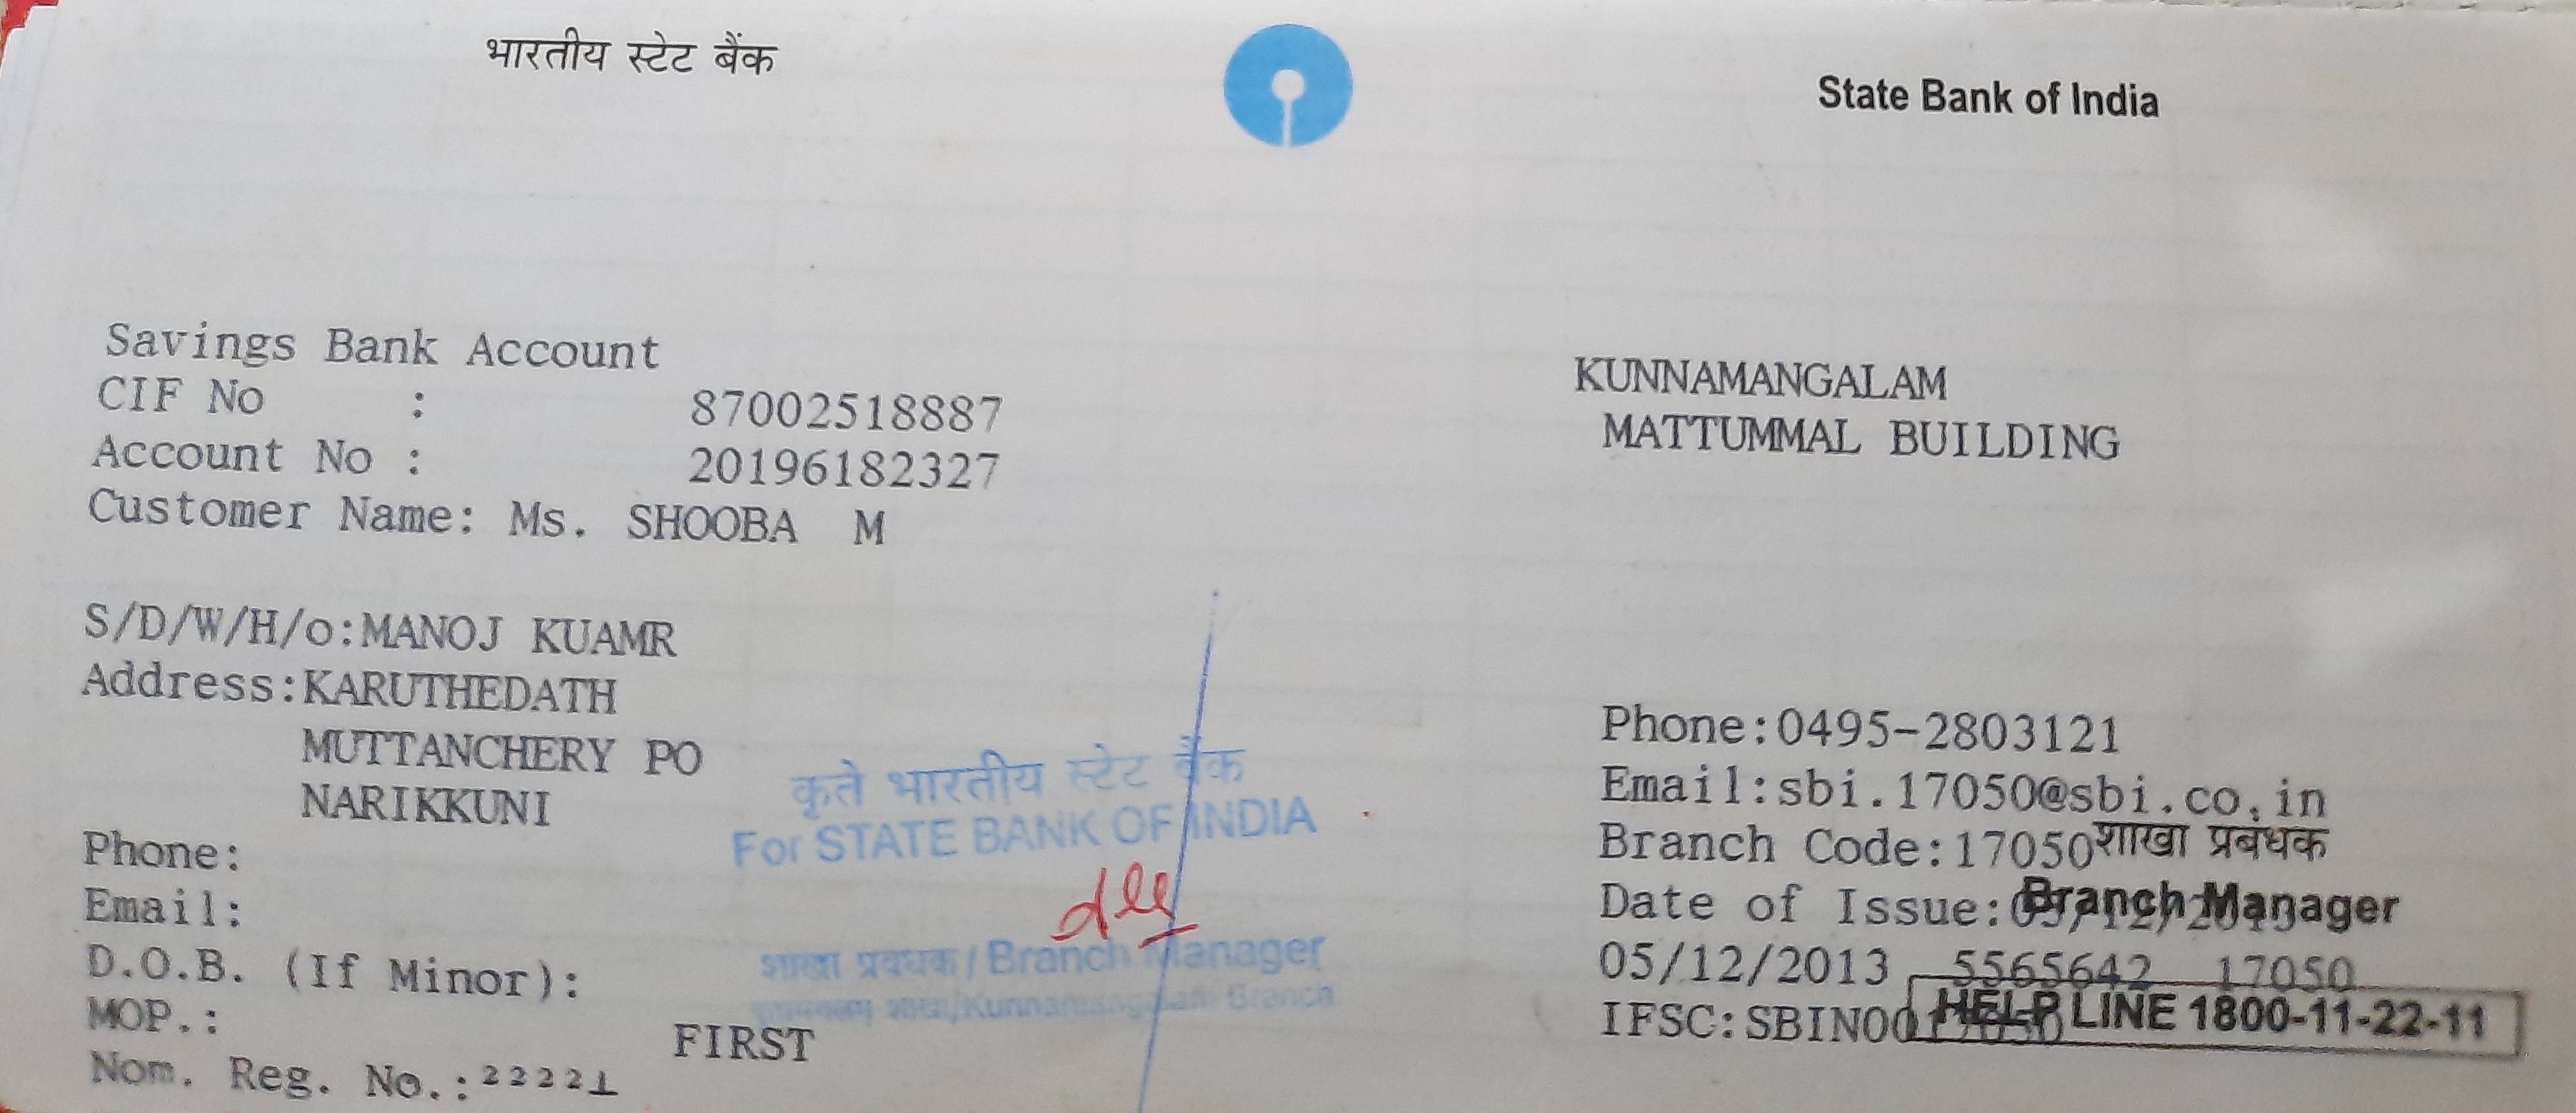 भारतीय स्टेट बैंक
State Bank of India
Savings Bank Account
CIF No : 87002518887
Account No : 20196182327
Customer Name: Ms. SHOOBA M
S/D/W/H/o:MANOJ KUAMR
Address:KARUTHEDATH
MUTTANCHERY PO
NARIKKUNI
Phone:
Email:
D.O.B. (If Minor):
MOP.: FIRST
Nom. Reg. No.:22221
कृते भारतीय स्टेट बैंक
For STATE BANK OF INDIA
शाखा प्रबंधक/Branch Manager
Branch
KUNNAMANGALAM
MATTUMMAL BUILDING
Phone:0495-2803121
Email:sbi.17050@sbi.co.in
Branch Code:17050
शाखा प्रबंधक
Date of Issue:
Branch Manager
05/12/2013 5565642 17050
IFSC:SBIN00
HELP LINE 1800-11-22-11